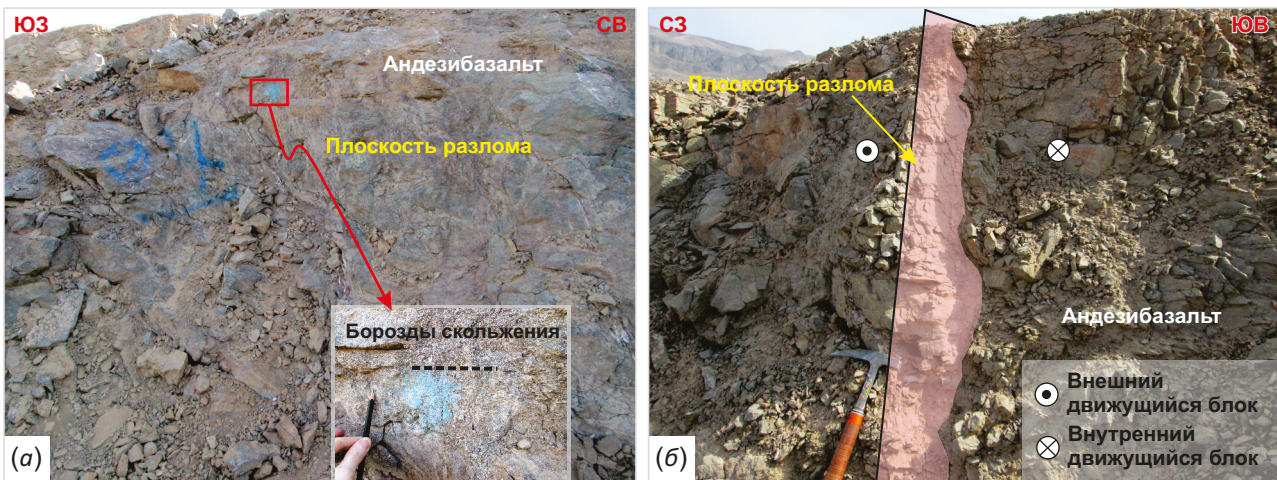 ЮЗ
СВ
Андезибазальт
Плоскость разлома
Борозды скольжения
(а)
СЗ
ЮВ
Плоскость разлома
Андезибазальт
Внешний
движущийся блок
Внутренний
движущийся блок
(б)